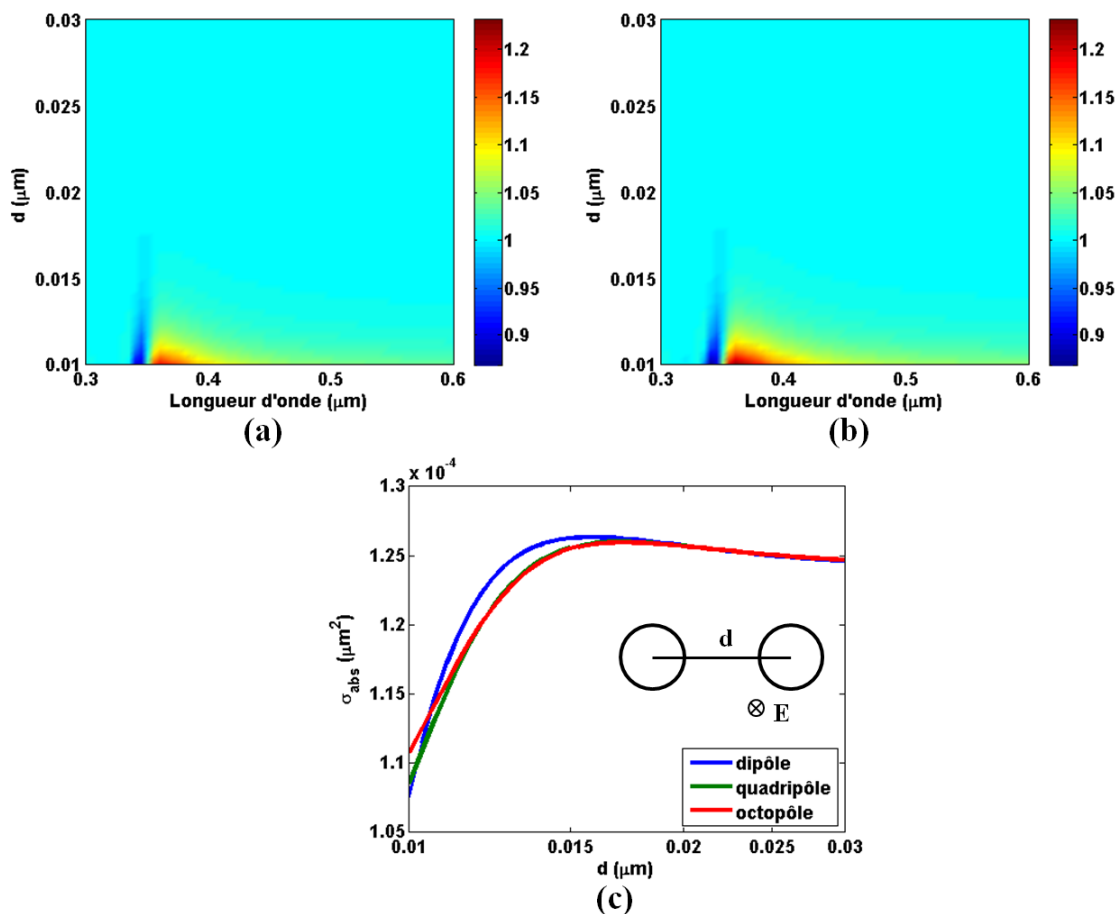 0.03
0.025
0.02
0.015
0.01
d (μm)
0.3 0.4 0.5 0.6
Longueur d'onde (μm)
1.2
1.15
1.1
1.05
1
0.95
0.9
(a)
0.03
0.025
0.02
0.015
0.01
d (μm)
0.3 0.4 0.5 0.6
Longueur d'onde (μm)
1.2
1.15
1.1
1.05
1
0.95
0.9
(b)
x 10⁻⁴
1.3
1.25
1.2
1.15
1.1
1.05
σabs (μm²)
d
⊗ E
dipôle
quadripôle
octopôle
0.01 0.015 0.02 0.025 0.03
d (μm)
(c)